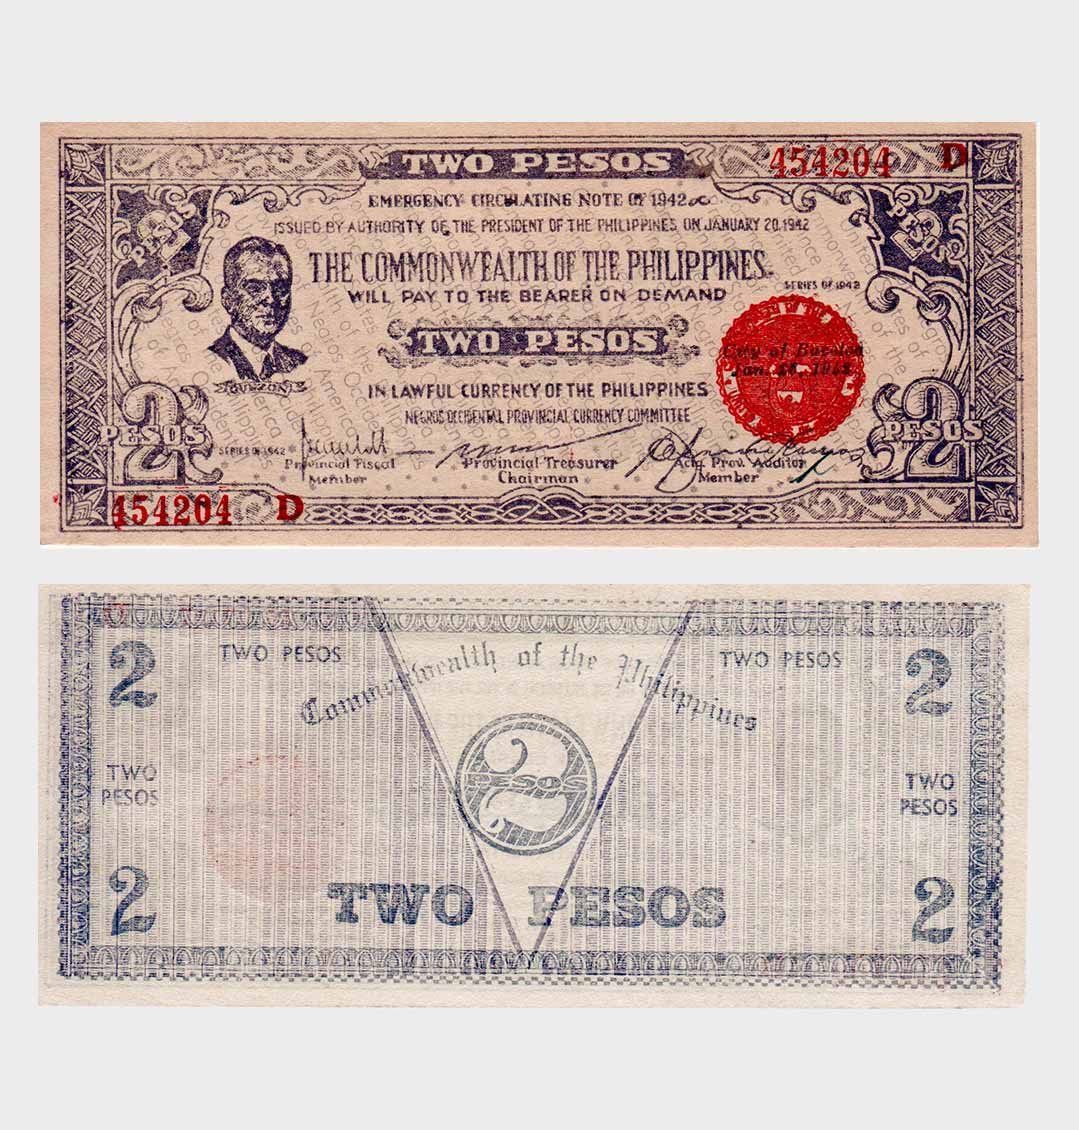 TWO PESOS
454204 D
EMERGENCY CIRCULATING NOTE OF 1942
ISSUED BY AUTHORITY OF THE PRESIDENT OF THE PHILIPPINES ON JANUARY 20, 1942
THE COMMONWEALTH OF THE PHILIPPINES
SERIES OF 1942
WILL PAY TO THE BEARER ON DEMAND
TWO PESOS
City of Bacolod
1942
QUEZON
IN LAWFUL CURRENCY OF THE PHILIPPINES
NEGROS OCCIDENTAL PROVINCIAL CURRENCY COMMITTEE
2 PESOS
2 PESOS
SERIES OF 1942
Provincial Fiscal
Member
Provincial Treasurer
Chairman
Actg. Prov. Auditor
Member
454204 D
2
TWO PESOS
Commonwealth of the Philippines
TWO PESOS
2
TWO
PESOS
2
PESOS
TWO
PESOS
2
TWO PESOS
2